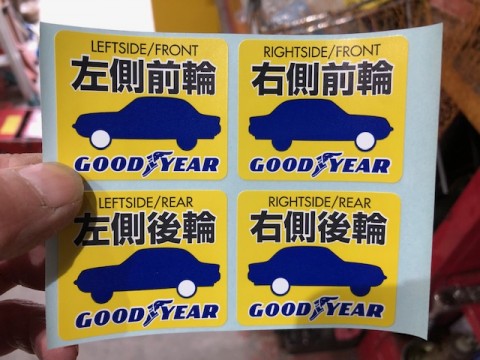 LEFTSIDE/FRONT
左側前輪
GOODYEAR
RIGHTSIDE/FRONT
右側前輪
GOODYEAR
LEFTSIDE/REAR
左側後輪
GOODYEAR
RIGHTSIDE/REAR
右側後輪
GOODYEAR